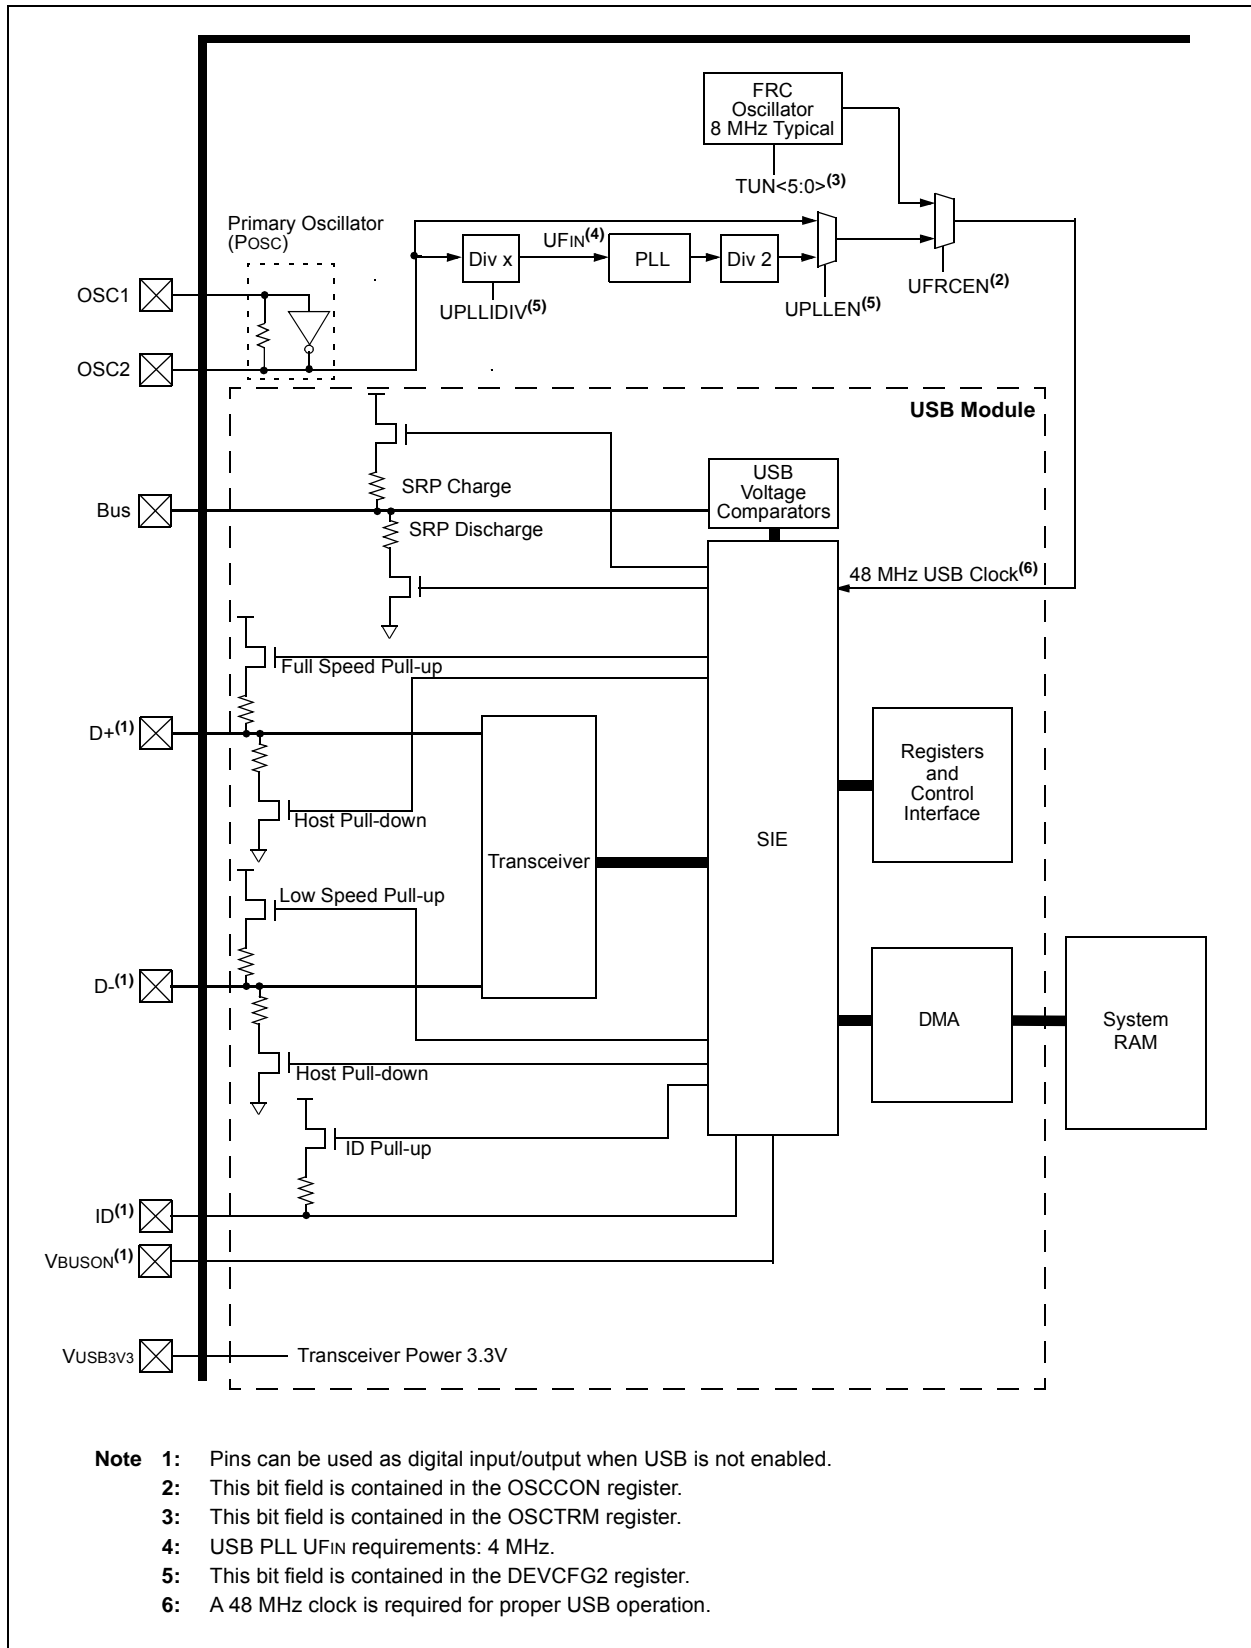 FRC
Oscillator
8 MHz Typical
TUN<5:0>(3)
Primary Oscillator
(POSC)
UFIN(4)
Div x
PLL
Div 2
UPLLIDIV(5)
UPLLEN(5)
UFRCEN(2)
OSC1
OSC2
USB Module
USB
Voltage
Comparators
SRP Charge
Bus
SRP Discharge
48 MHz USB Clock(6)
Full Speed Pull-up
D+(1)
Registers
and
Control
Interface
Host Pull-down
SIE
Transceiver
Low Speed Pull-up
D-(1)
DMA
System
RAM
Host Pull-down
ID Pull-up
ID(1)
VBUSON(1)
VUSB3V3
Transceiver Power 3.3V
Note 1: Pins can be used as digital input/output when USB is not enabled.
2: This bit field is contained in the OSCCON register.
3: This bit field is contained in the OSCTRM register.
4: USB PLL UFIN requirements: 4 MHz.
5: This bit field is contained in the DEVCFG2 register.
6: A 48 MHz clock is required for proper USB operation.